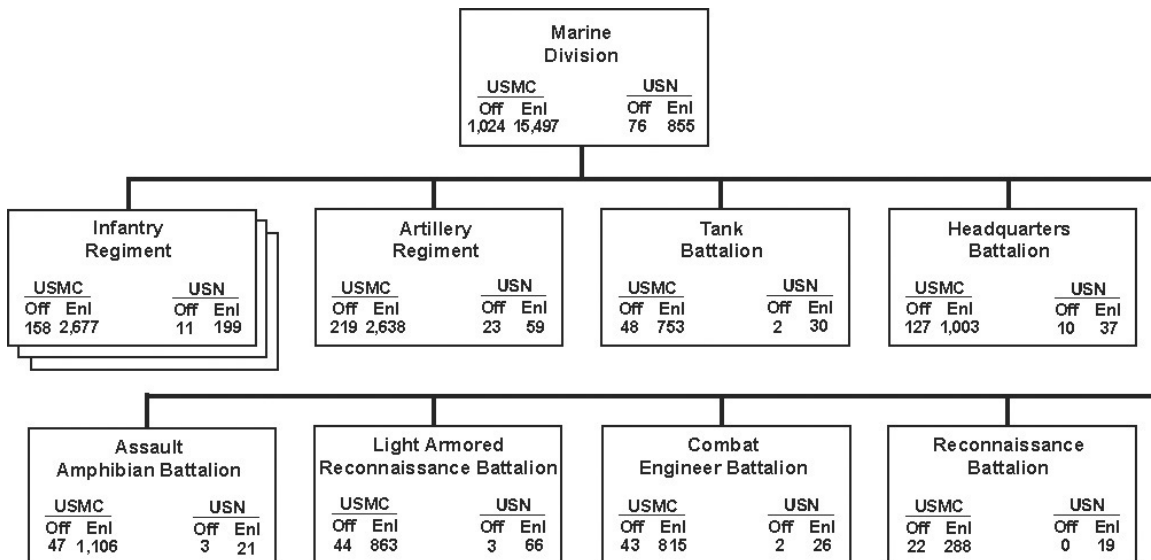 Marine
Division
USMC USN
Off Enl Off Enl
1,024 15,497 76 855
Infantry
Regiment
USMC USN
Off Enl Off Enl
158 2,677 11 199
Artillery
Regiment
USMC USN
Off Enl Off Enl
219 2,638 23 59
Tank
Battalion
USMC USN
Off Enl Off Enl
48 753 2 30
Headquarters
Battalion
USMC USN
Off Enl Off Enl
127 1,003 10 37
Assault
Amphibian Battalion
USMC USN
Off Enl Off Enl
47 1,106 3 21
Light Armored
Reconnaissance Battalion
USMC USN
Off Enl Off Enl
44 863 3 66
Combat
Engineer Battalion
USMC USN
Off Enl Off Enl
43 815 2 26
Reconnaissance
Battalion
USMC USN
Off Enl Off Enl
22 288 0 19